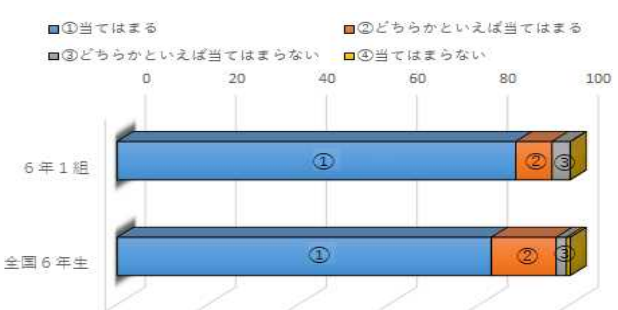 ①当てはまる ②どちらかといえば当てはまる
③どちらかといえば当てはまらない ④当てはまらない
0 20 40 60 80 100
6年1組 ① ② ③
全国6年生 ① ② ③